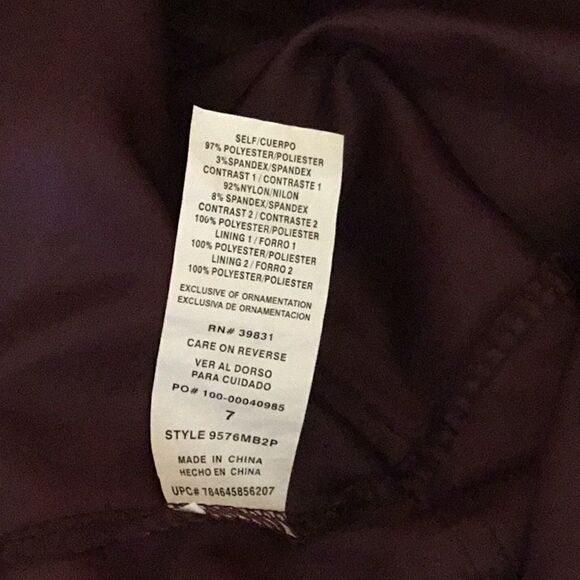 SELF/CUERPO
97% POLYESTER/POLIESTER
3%SPANDEX/SPANDEX
CONTRAST 1 / CONTRASTE 1
92%NYLON/NILON
8% SPANDEX/SPANDEX
CONTRAST 2 / CONTRASTE 2
100% POLYESTER/POLIESTER
LINING 1 / FORRO 1
100% POLYESTER/POLIESTER
LINING 2 / FORRO 2
100% POLYESTER/POLIESTER
EXCLUSIVE OF ORNAMENTATION
EXCLUSIVA DE ORNAMENTACION
RN# 39831
CARE ON REVERSE
VER AL DORSO
PARA CUIDADO
PO# 100-00040985
7
STYLE 9576MB2P
MADE IN CHINA
HECHO EN CHINA
UPC# 784645856207